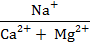 Na⁺
Ca²⁺ + Mg²⁺